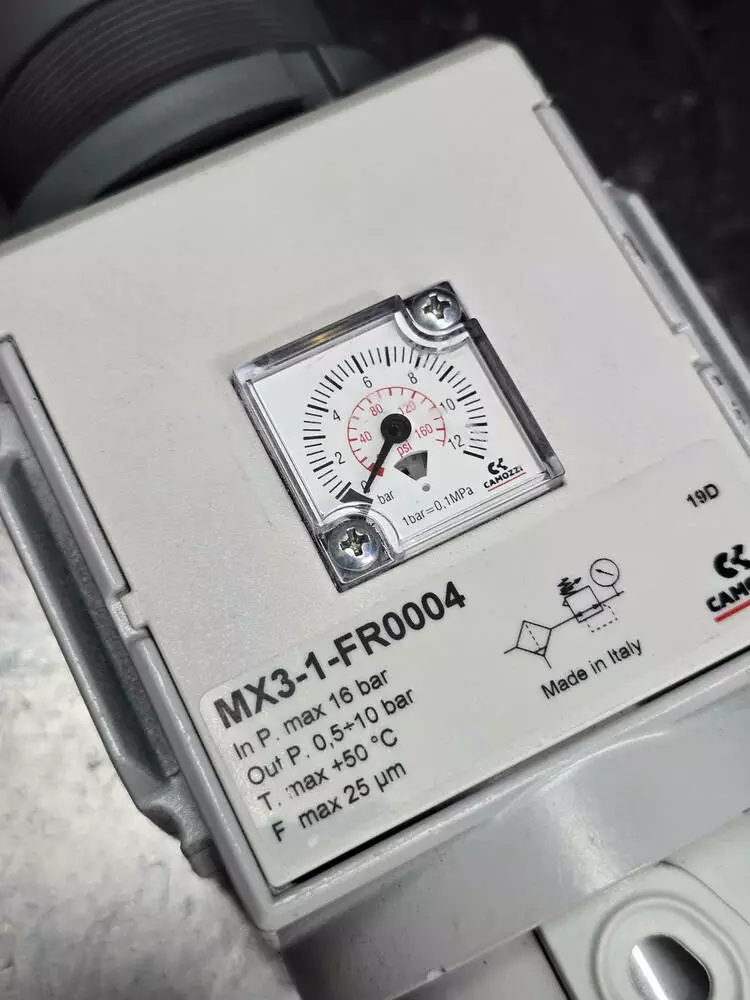 6 8
4 10
2 12
0
80 120
40 160
psi
bar
1bar=0,1MPa
CAMOZZI
19D
MX3-1-FR0004
In P. max 16 bar
Out P. 0,5÷10 bar
T. max +50 °C
F max 25 µm
Made in Italy